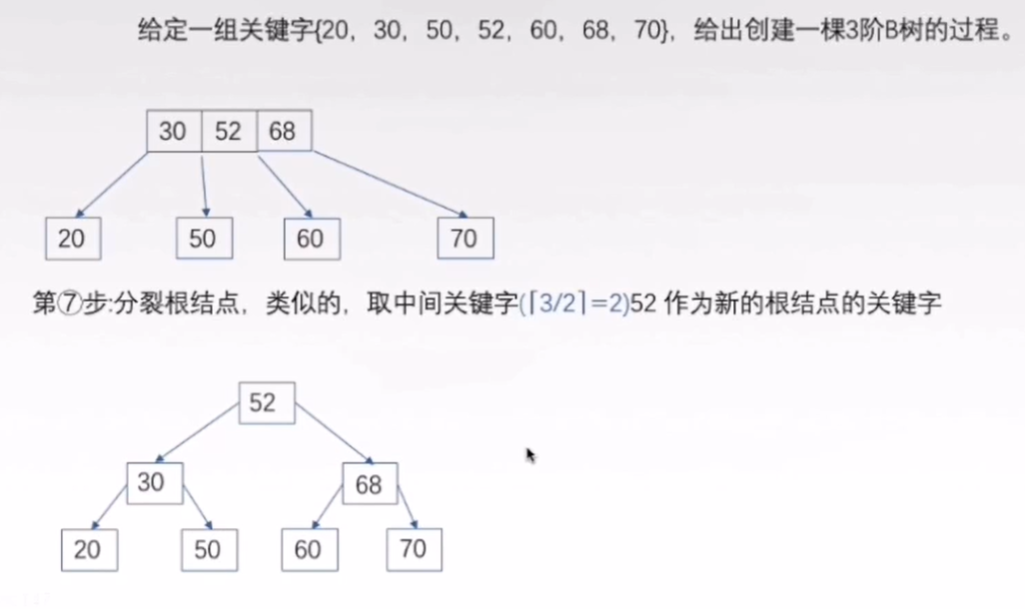 给定一组关键字{20，30，50，52，60，68，70}，给出创建一棵3阶B树的过程。
30 52 68
20 50 60 70
第⑦步:分裂根结点，类似的，取中间关键字(⌈3/2⌉=2)52 作为新的根结点的关键字
52
30 68
20 50 60 70